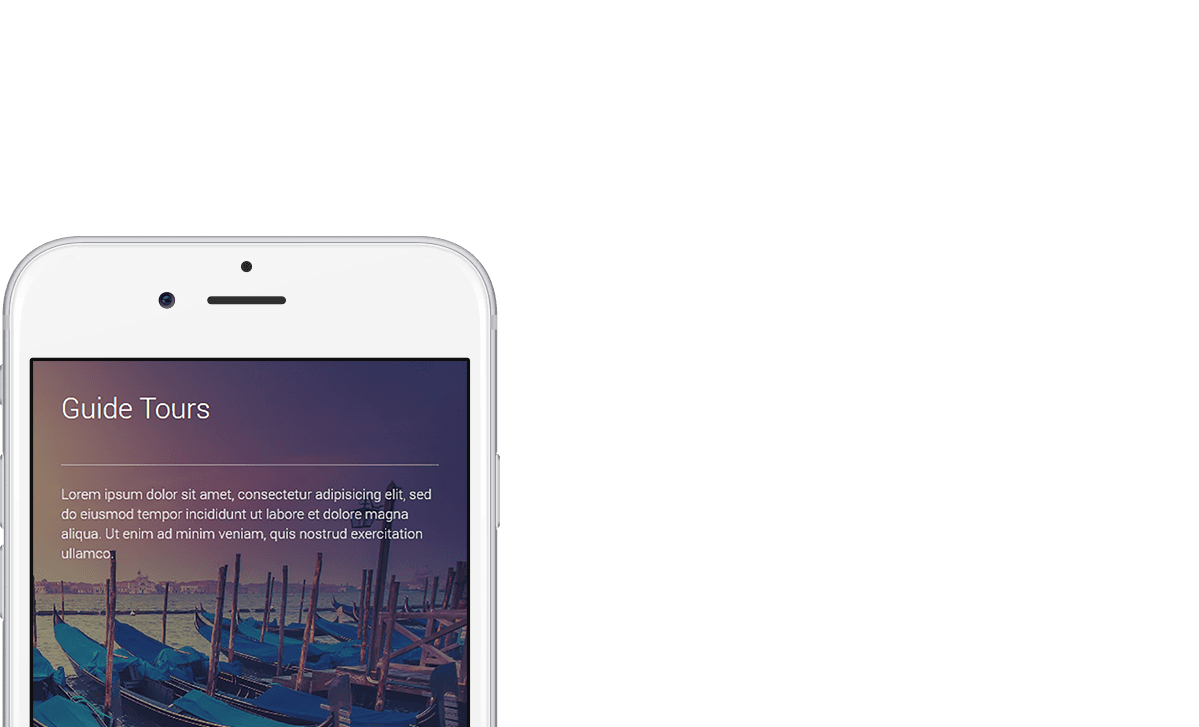 Guide Tours
Lorem ipsum dolor sit amet, consectetur adipisicing elit, sed
do eiusmod tempor incididunt ut labore et dolore magna
aliqua. Ut enim ad minim veniam, quis nostrud exercitation
ullamco.